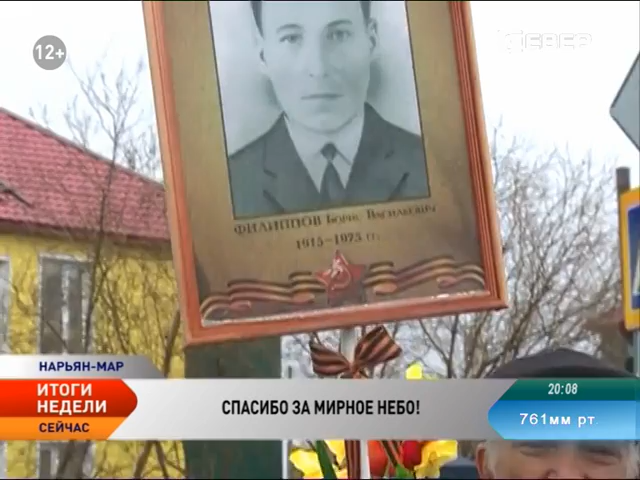 12+
СЕВЕР
ФИЛИППОВ Борис Васильевич
1915-1975 гг.
НАРЬЯН-МАР
ИТОГИ
НЕДЕЛИ
СЕЙЧАС
СПАСИБО ЗА МИРНОЕ НЕБО!
20:08
761мм рт